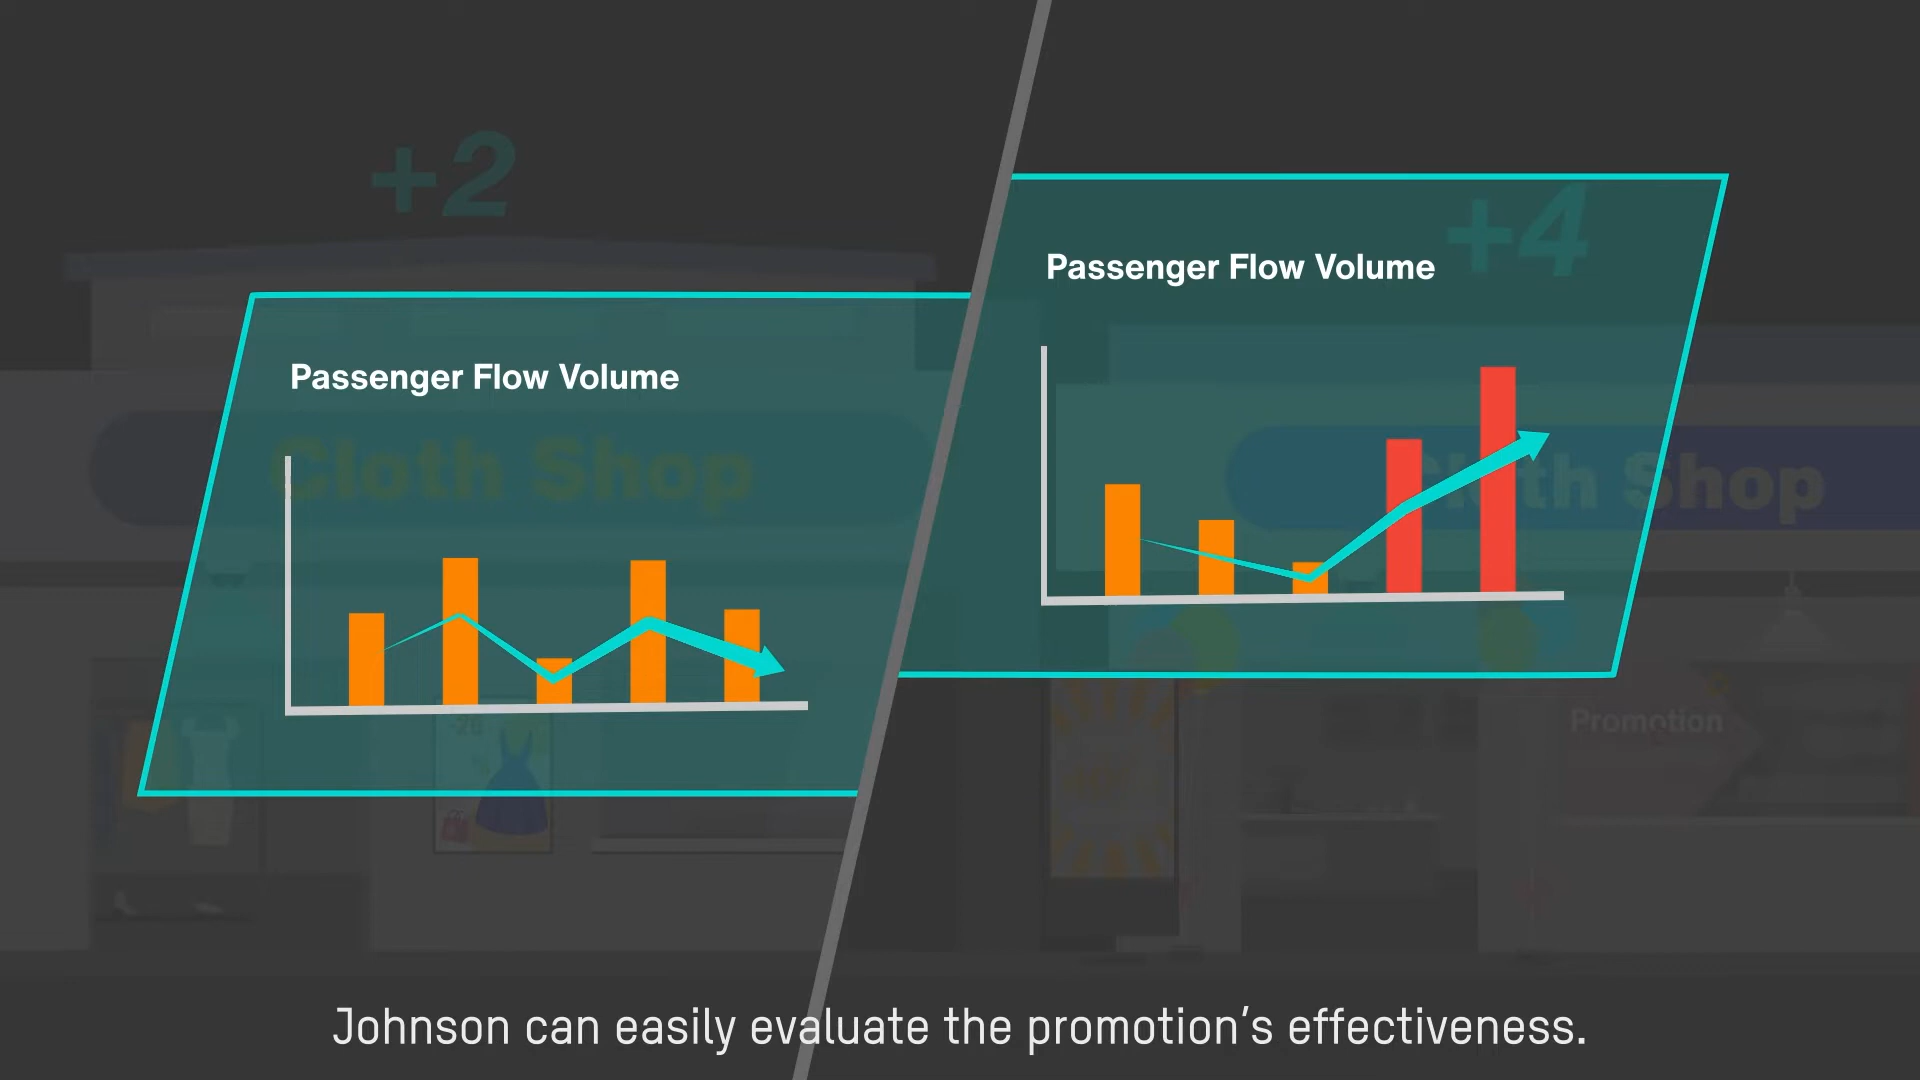 +2
+4
Passenger Flow Volume
Passenger Flow Volume
Cloth Shop
Cloth Shop
Promotion
Johnson can easily evaluate the promotion's effectiveness.